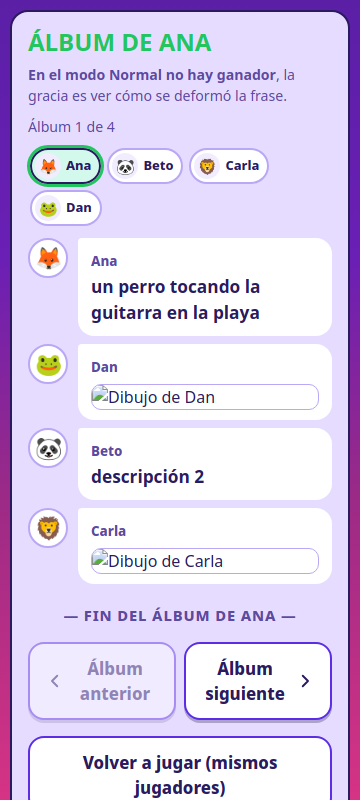 ÁLBUM DE ANA
En el modo Normal no hay ganador, la
gracia es ver cómo se deformó la frase.
Álbum 1 de 4
Ana
Beto
Carla
Dan
Ana
un perro tocando la
guitarra en la playa
Dan
Dibujo de Dan
Beto
descripción 2
Carla
Dibujo de Carla
— FIN DEL ÁLBUM DE ANA —
Álbum
anterior
Álbum
siguiente
Volver a jugar (mismos
jugadores)